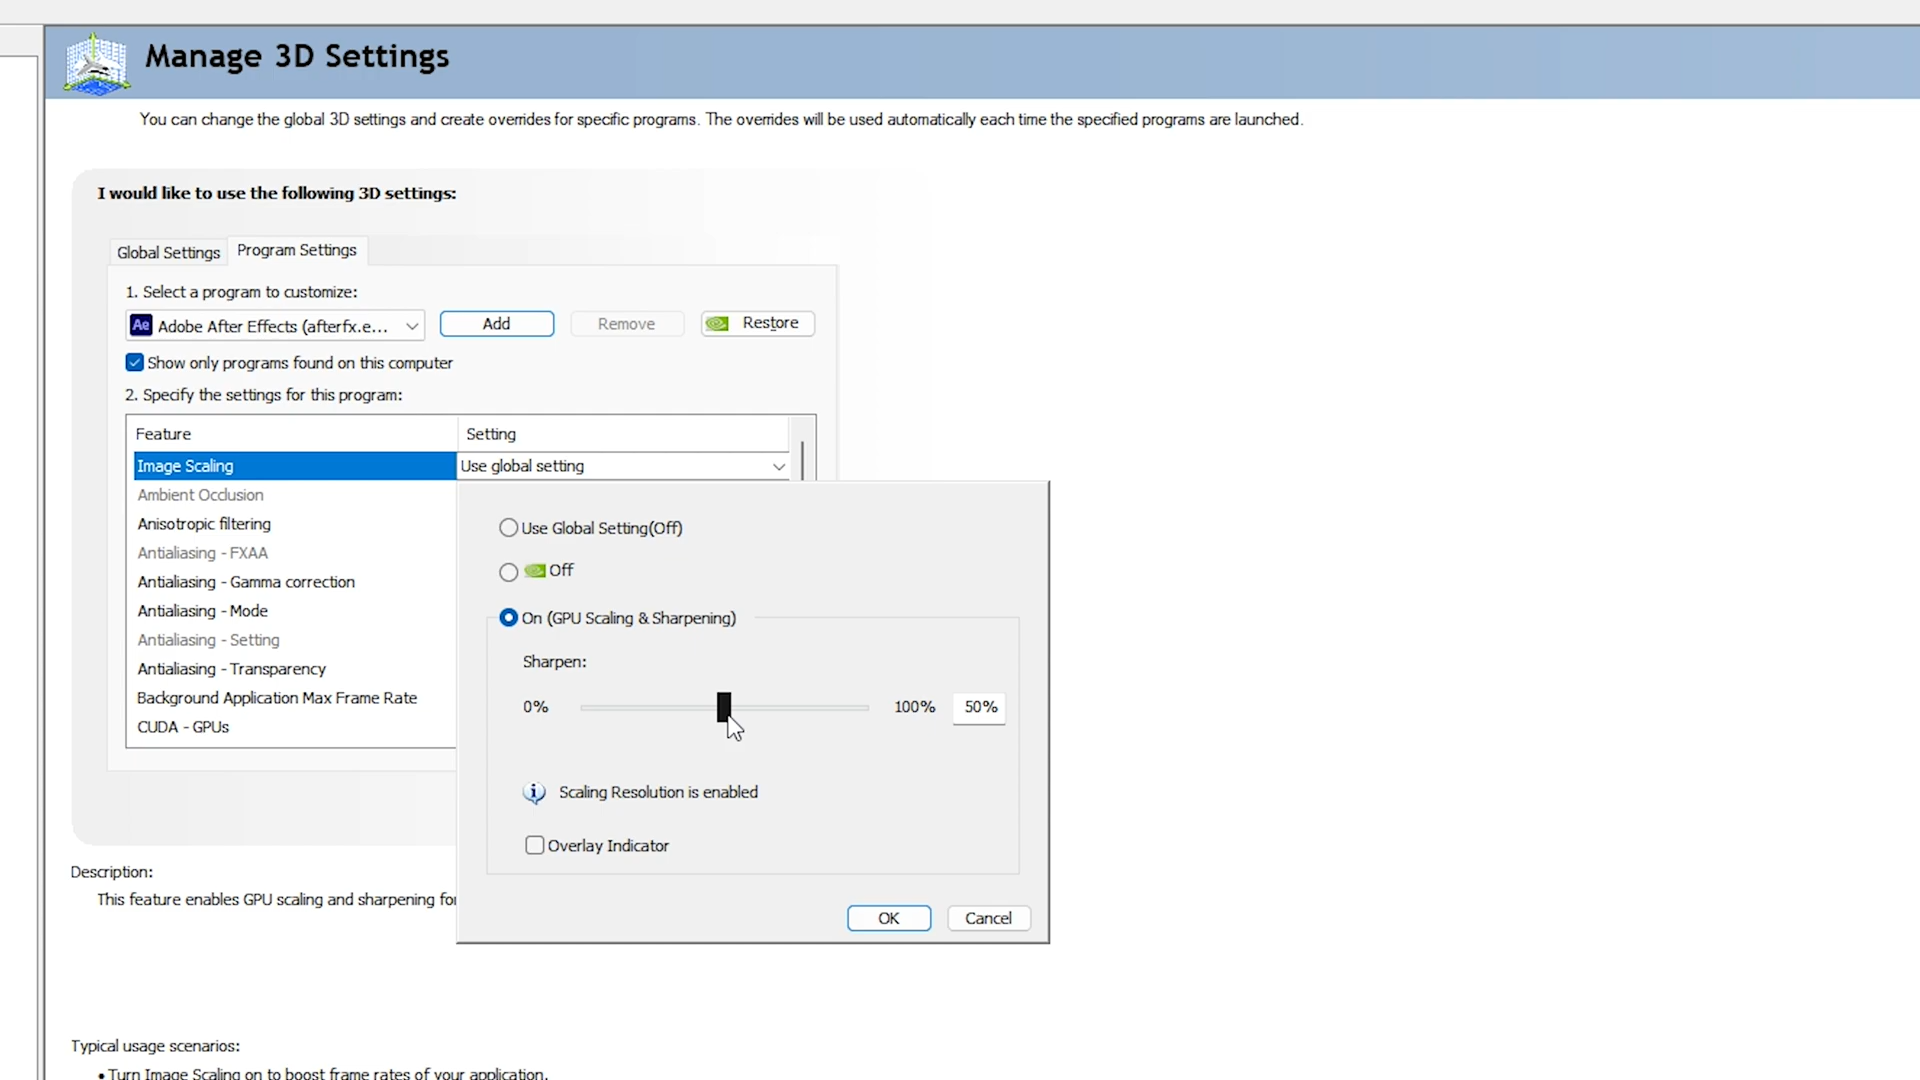 Manage 3D Settings
You can change the global 3D settings and create overrides for specific programs. The overrides will be used automatically each time the specified programs are launched.
I would like to use the following 3D settings:
Global Settings
Program Settings
1. Select a program to customize:
Ae Adobe After Effects (afterfx.e...
Add
Remove
Restore
Show only programs found on this computer
2. Specify the settings for this program:
Feature
Setting
Image Scaling
Use global setting
Ambient Occlusion
Anisotropic filtering
Antialiasing - FXAA
Antialiasing - Gamma correction
Antialiasing - Mode
Antialiasing - Setting
Antialiasing - Transparency
Background Application Max Frame Rate
CUDA - GPUs
Use Global Setting(Off)
Off
On (GPU Scaling & Sharpening)
Sharpen:
0%
100%
50%
Scaling Resolution is enabled
Overlay Indicator
OK
Cancel
Description:
This feature enables GPU scaling and sharpening for
Typical usage scenarios:
• Turn Image Scaling on to boost frame rates of your application.